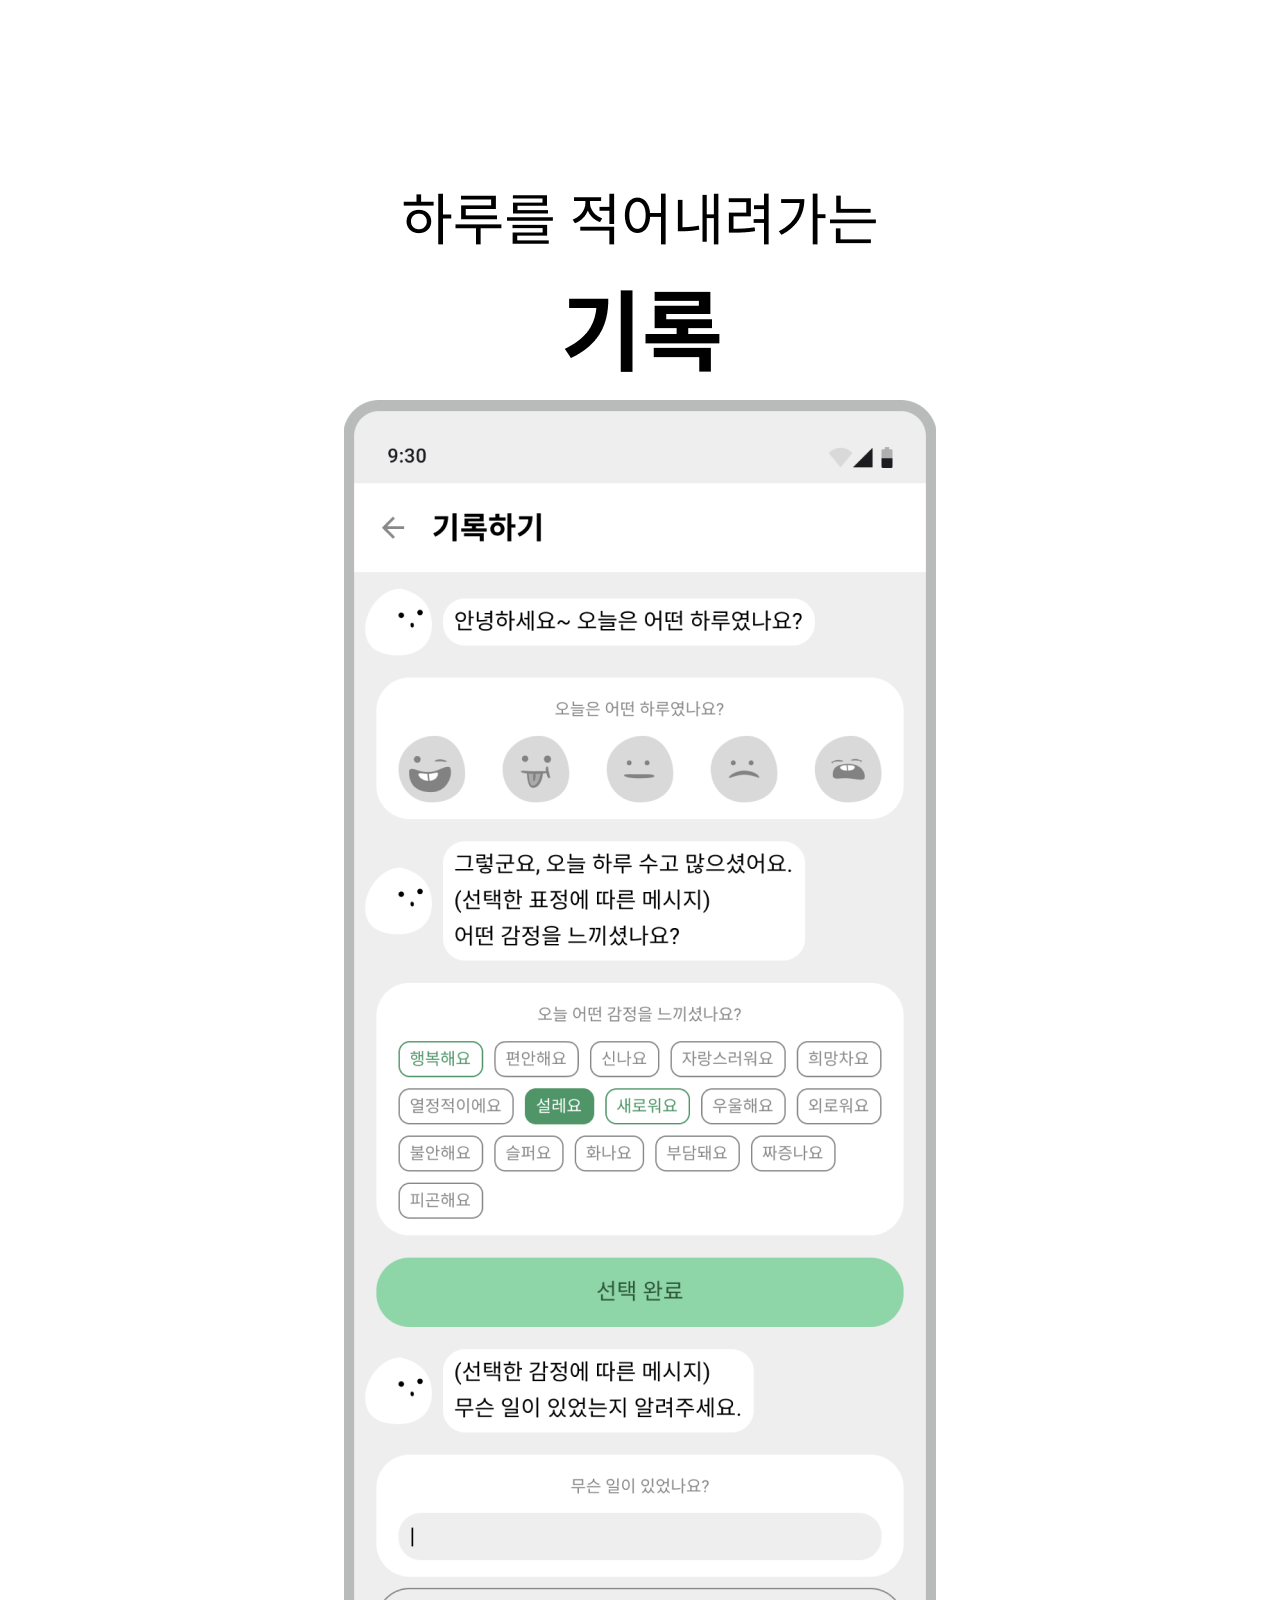 하루를 적어내려가는
기록
9:30
기록하기
안녕하세요~ 오늘은 어떤 하루였나요?
오늘은 어떤 하루였나요?
그렇군요, 오늘 하루 수고 많으셨어요.
(선택한 표정에 따른 메시지)
어떤 감정을 느끼셨나요?
오늘 어떤 감정을 느끼셨나요?
행복해요 편안해요 신나요 자랑스러워요 희망차요
열정적이에요 설레요 새로워요 우울해요 외로워요
불안해요 슬퍼요 화나요 부담돼요 짜증나요
피곤해요
선택 완료
(선택한 감정에 따른 메시지)
무슨 일이 있었는지 알려주세요.
무슨 일이 있었나요?